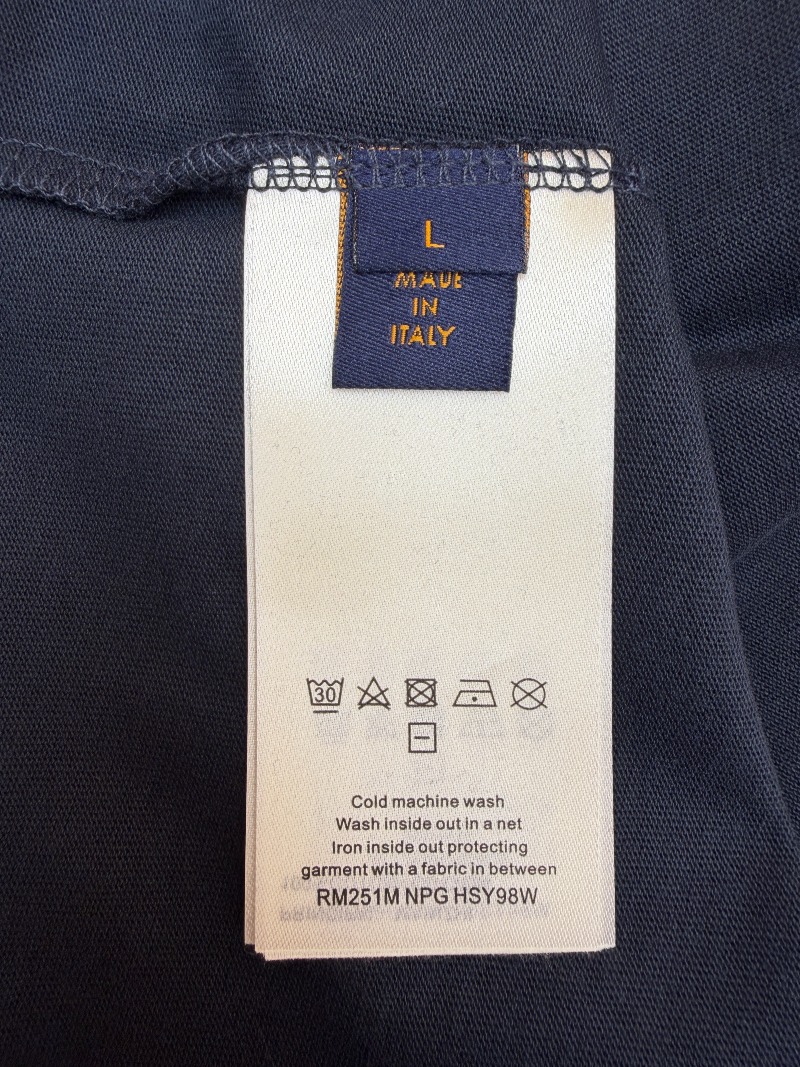 L
MADE
IN
ITALY
30
Cold machine wash
Wash inside out in a net
Iron inside out protecting
garment with a fabric in between
RM251M NPG HSY98W